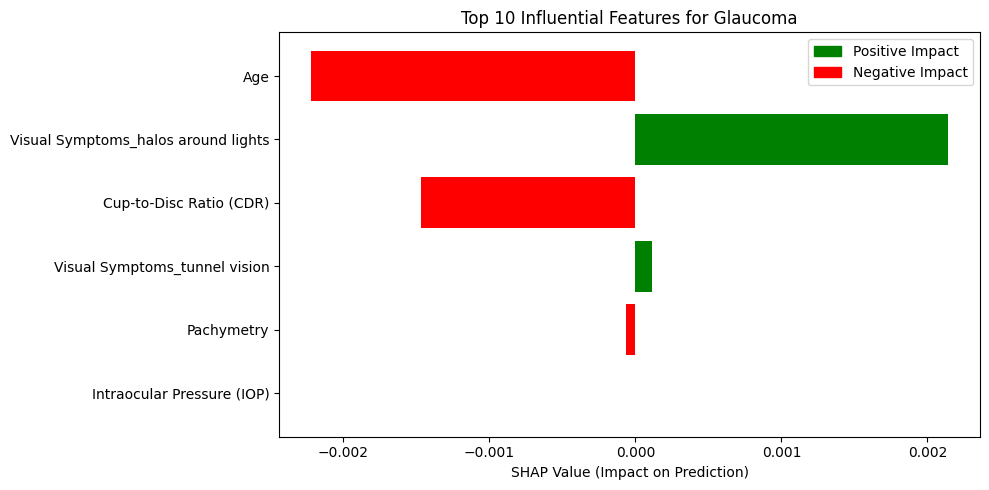 Top 10 Influential Features for Glaucoma
Positive Impact
Negative Impact
Age
Visual Symptoms_halos around lights
Cup-to-Disc Ratio (CDR)
Visual Symptoms_tunnel vision
Pachymetry
Intraocular Pressure (IOP)
−0.002 −0.001 0.000 0.001 0.002
SHAP Value (Impact on Prediction)